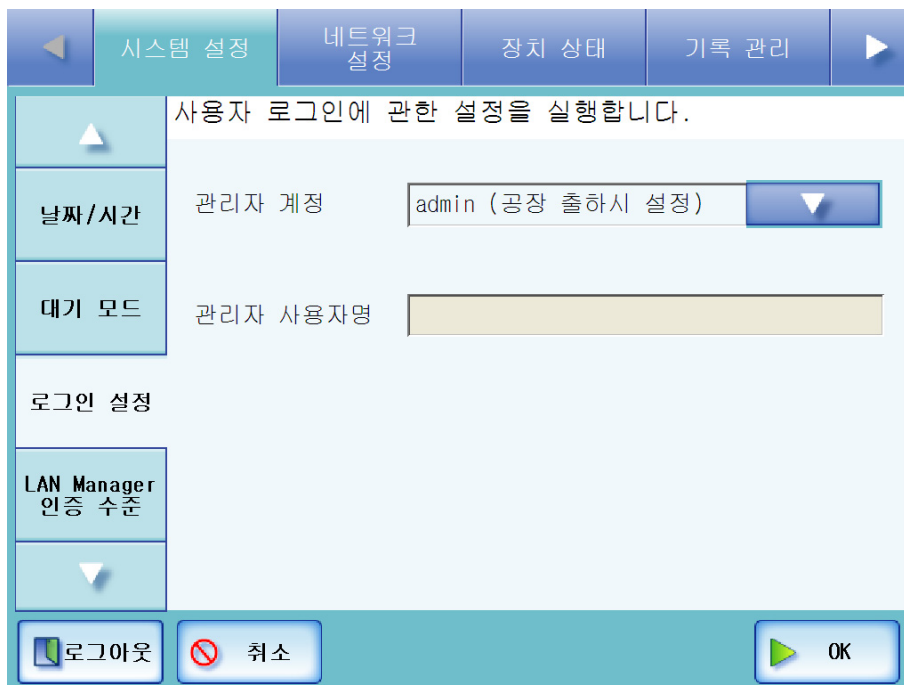 시스템 설정
네트워크
설정
장치 상태
기록 관리
사용자 로그인에 관한 설정을 실행합니다.
날짜/시간
대기 모드
로그인 설정
LAN Manager
인증 수준
관리자 계정
admin (공장 출하시 설정)
관리자 사용자명
로그아웃
취소
OK